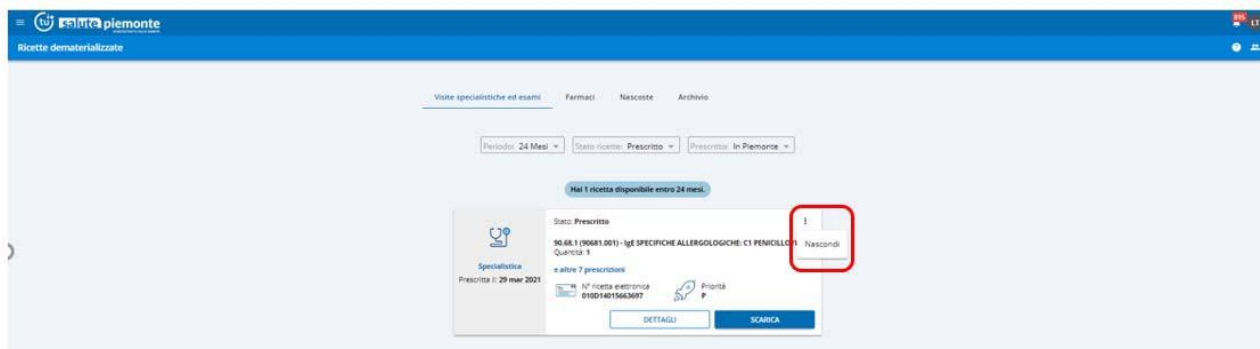 tu salute piemonte
815
LT
Ricette dematerializzate
Visite specialistiche ed esami Farmaci Nascoste Archivio
Periodo: 24 Mesi Stato ricette: Prescritto Prescritto: In Piemonte
Hai 1 ricetta disponibile entro 24 mesi.
Stato: Prescritto
90.68.1 (90681.001) - IgE SPECIFICHE ALLERGOLOGICHE: C1 PENICILLO
Nascondi
Quantità: 1
Specialistica
Prescritta il: 29 mar 2021
e altre 7 prescrizioni
N° ricetta elettronica
010D14015663697
Priorità
P
DETTAGLI SCARICA